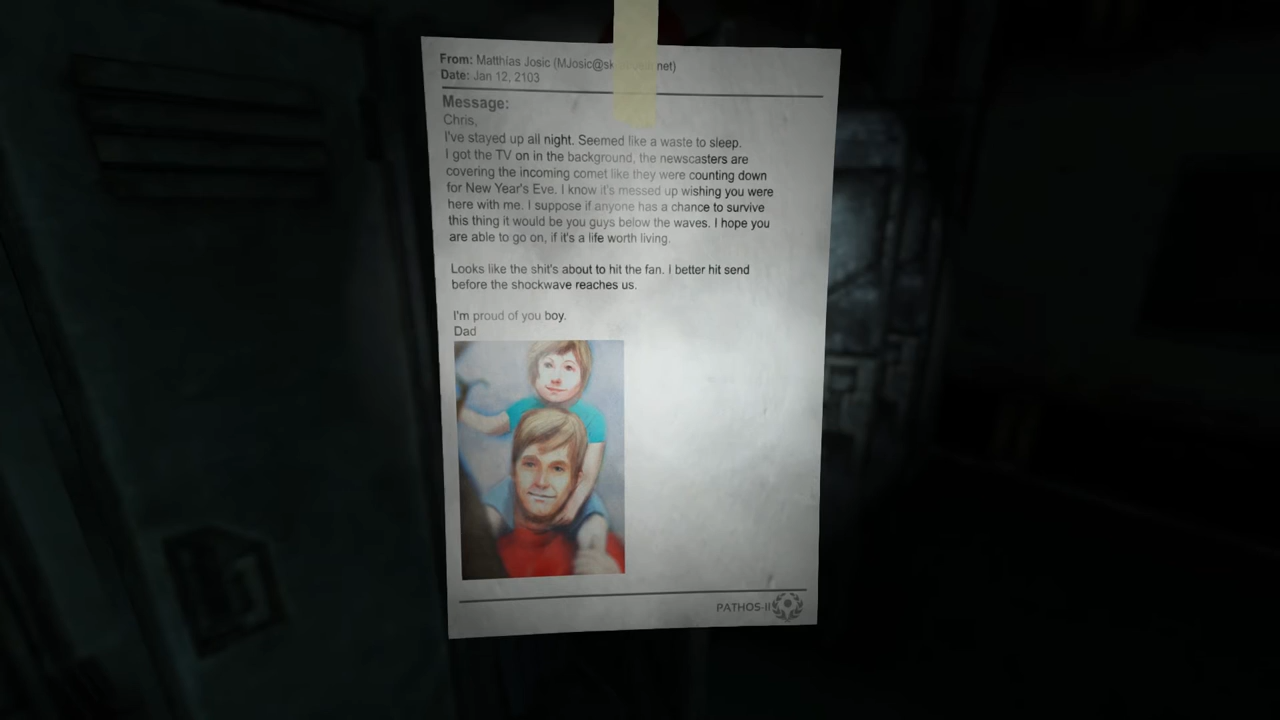 From: Matthias Josic (MJosic@sk net)
Date: Jan 12, 2103
Message:
Chris,
I've stayed up all night. Seemed like a waste to sleep.
I got the TV on in the background, the newscasters are
covering the incoming comet like they were counting down
for New Year's Eve. I know it's messed up wishing you were
here with me. I suppose if anyone has a chance to survive
this thing it would be you guys below the waves. I hope you
are able to go on, if it's a life worth living.
Looks like the shit's about to hit the fan. I better hit send
before the shockwave reaches us.
I'm proud of you boy.
Dad
PATHOS-II